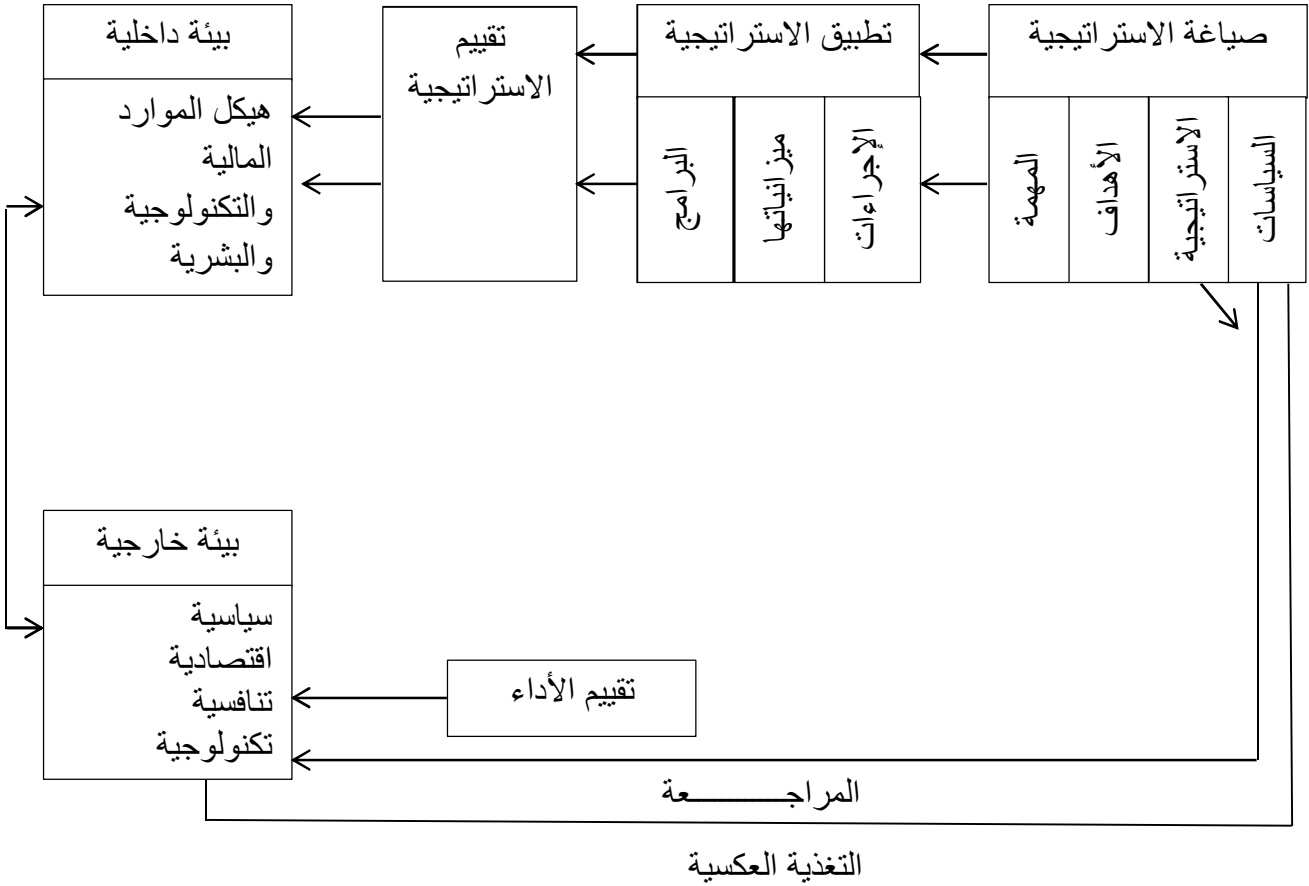 صياغة الاستراتيجية
السياسات
الاستراتيجية
الأهداف
المهمة
تطبيق الاستراتيجية
الإجراءات
ميزانياتها
البرامج
تقييم
الاستراتيجية
بيئة داخلية
هيكل الموارد
المالية
والتكنولوجية
والبشرية
بيئة خارجية
سياسية
اقتصادية
تنافسية
تكنولوجية
تقييم الأداء
المراجـــــــــــعة
التغذية العكسية